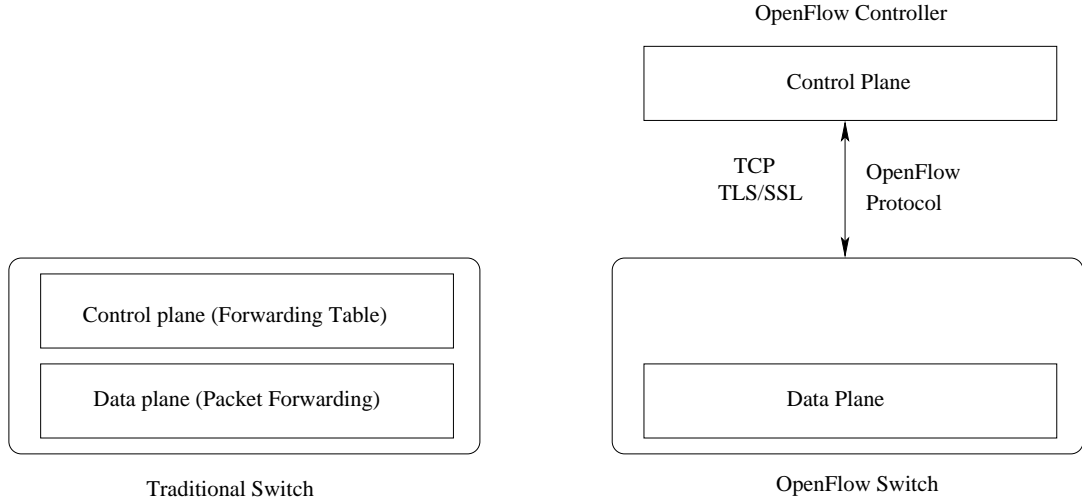 OpenFlow Controller
Control Plane
TCP
TLS/SSL
OpenFlow
Protocol
Control plane (Forwarding Table)
Data plane (Packet Forwarding)
Traditional Switch
Data Plane
OpenFlow Switch